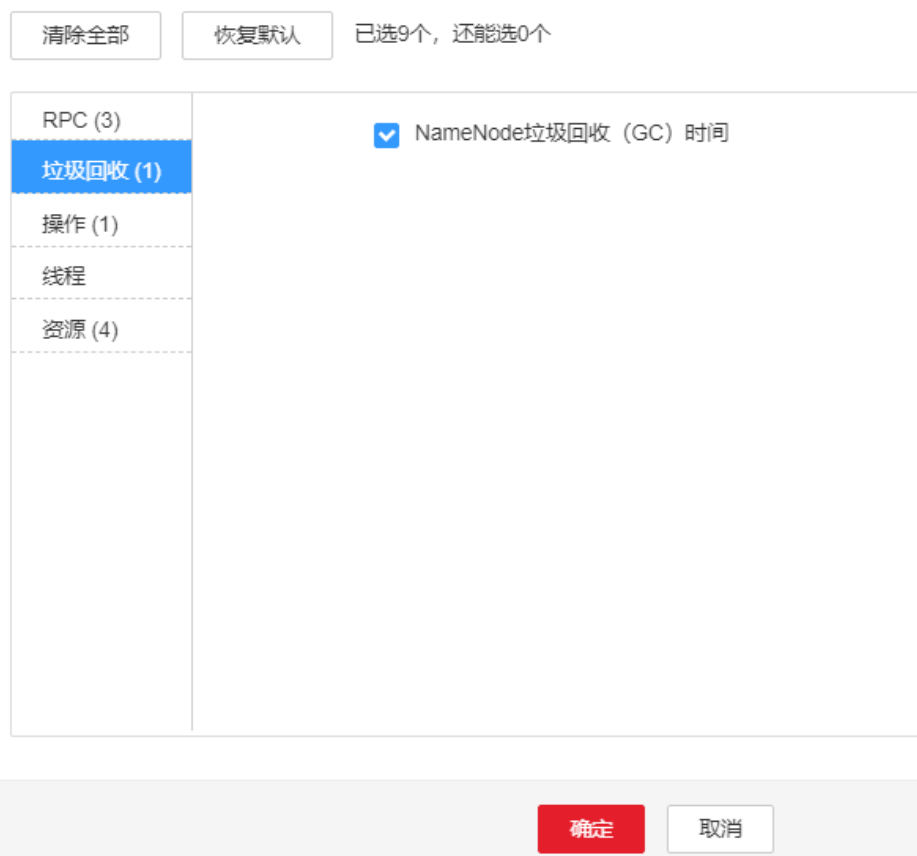 清除全部 恢复默认 已选9个，还能选0个
RPC (3)
垃圾回收 (1)
操作 (1)
线程
资源 (4)
NameNode垃圾回收（GC）时间
确定 取消